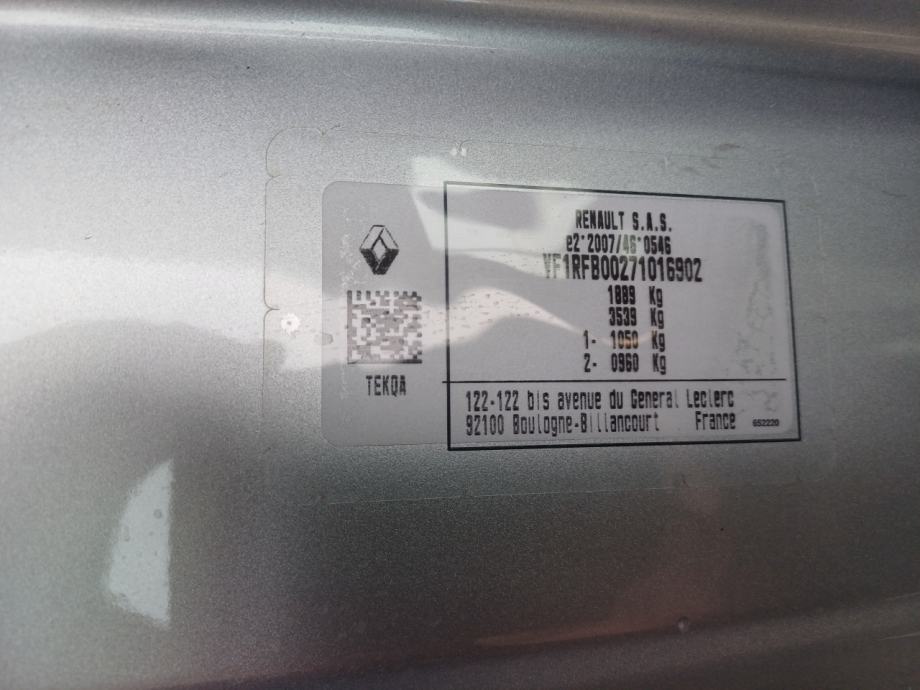 RENAULT S.A.S.
e2*2007/46*0546
VF1RFB00271016902
1889 Kg
3539 Kg
1- 1050 Kg
2- 0960 Kg
TEKQA
122-122 bis avenue du General Leclerc
92100 Boulogne-Billancourt France
652220